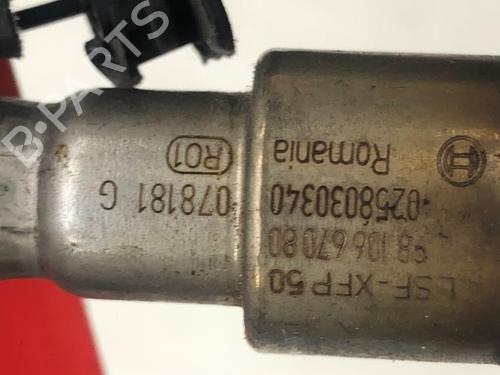 LSF-XFP 50
98 106 670 80
0258030340
078181 G
Romania
R01
B-PARTS